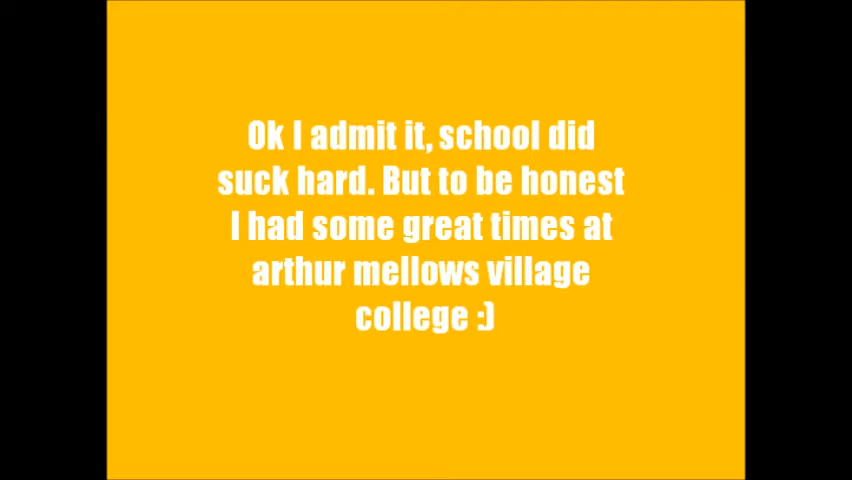 Ok I admit it, school did
suck hard. But to be honest
I had some great times at
arthur mellows village
college :)